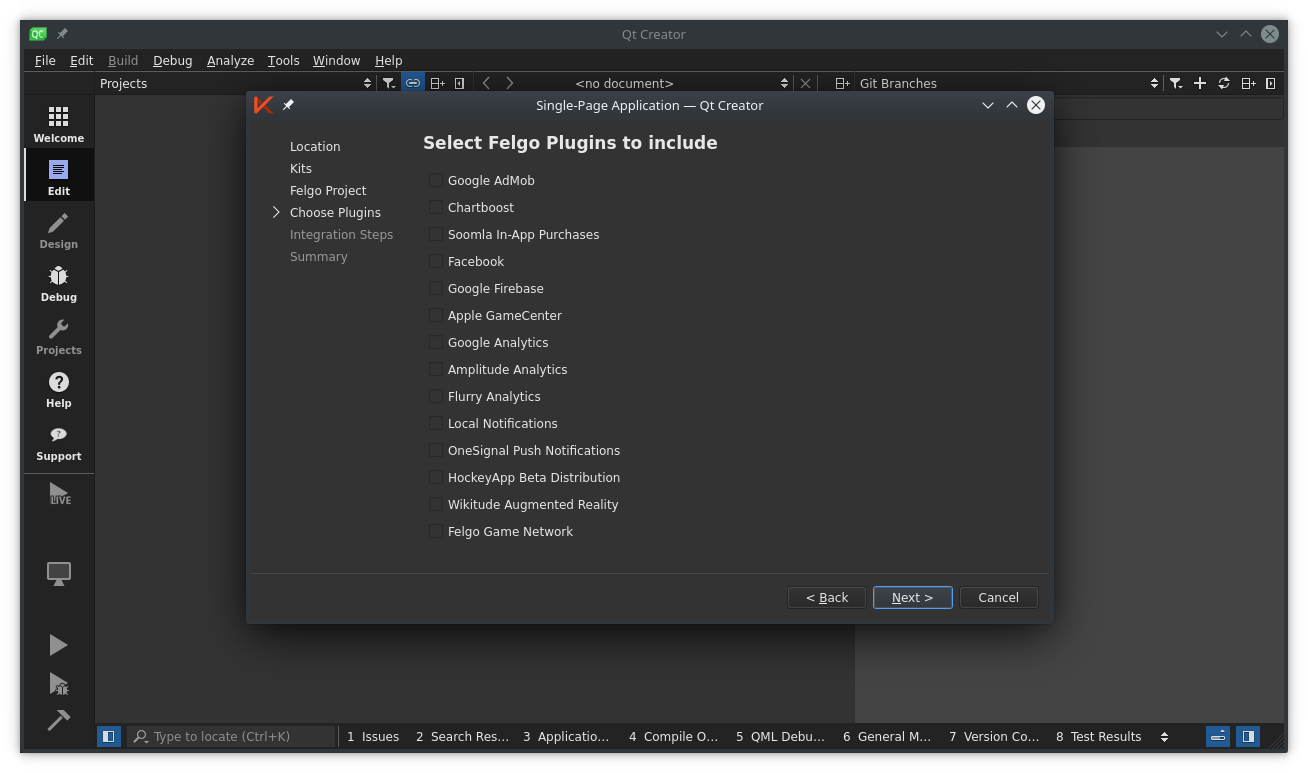 QC
Qt Creator
File Edit Build Debug Analyze Tools Window Help
Projects
<no document>
Git Branches
Single-Page Application — Qt Creator
Welcome
Edit
Design
Debug
Projects
Help
Support
LIVE
Location
Kits
Felgo Project
Choose Plugins
Integration Steps
Summary
Select Felgo Plugins to include
Google AdMob
Chartboost
Soomla In-App Purchases
Facebook
Google Firebase
Apple GameCenter
Google Analytics
Amplitude Analytics
Flurry Analytics
Local Notifications
OneSignal Push Notifications
HockeyApp Beta Distribution
Wikitude Augmented Reality
Felgo Game Network
< Back
Next >
Cancel
Type to locate (Ctrl+K)
1 Issues 2 Search Res... 3 Applicatio... 4 Compile O... 5 QML Debu... 6 General M... 7 Version Co... 8 Test Results